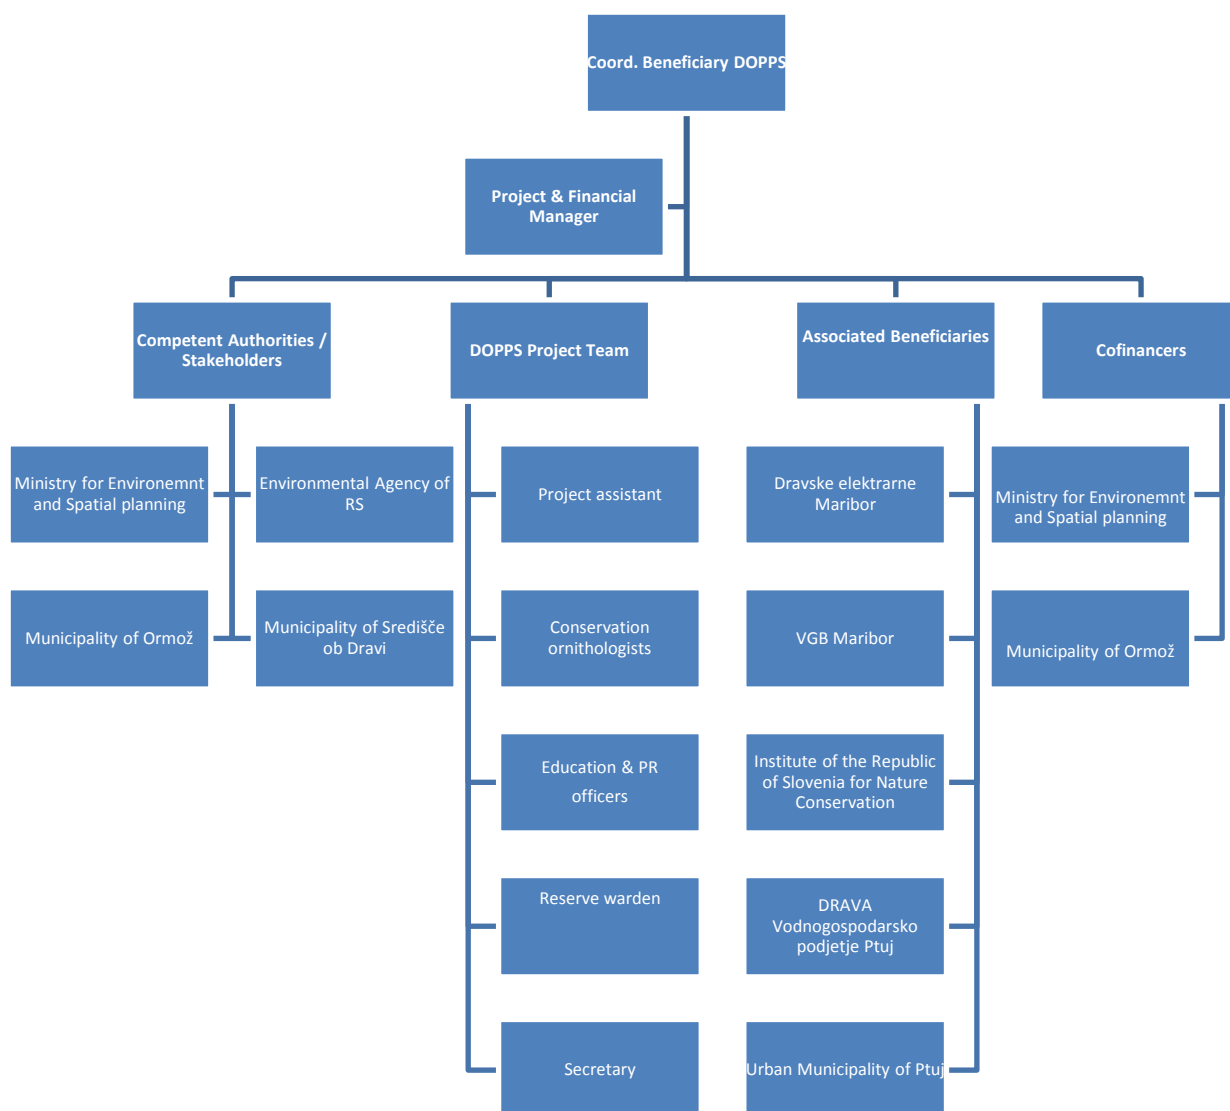 Coord. Beneficiary DOPPS
Project & Financial
Manager
Competent Authorities /
Stakeholders
DOPPS Project Team
Associated Beneficiaries
Cofinancers
Ministry for Environemnt
and Spatial planning
Environmental Agency of
RS
Project assistant
Dravske elektrarne
Maribor
Ministry for Environemnt
and Spatial planning
Municipality of Ormož
Municipality of Središče
ob Dravi
Conservation
ornithologists
VGB Maribor
Municipality of Ormož
Education & PR
officers
Institute of the Republic
of Slovenia for Nature
Conservation
Reserve warden
DRAVA
Vodnogospodarsko
podjetje Ptuj
Secretary
Urban Municipality of Ptuj